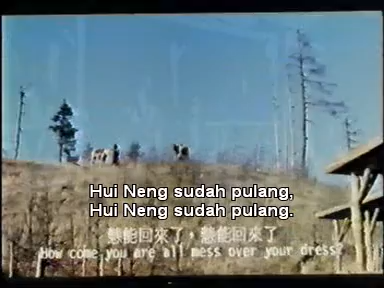 Hui Neng sudah pulang,
Hui Neng sudah pulang.
慧能回來了，慧能回來了
How come you are all mess over your dress?